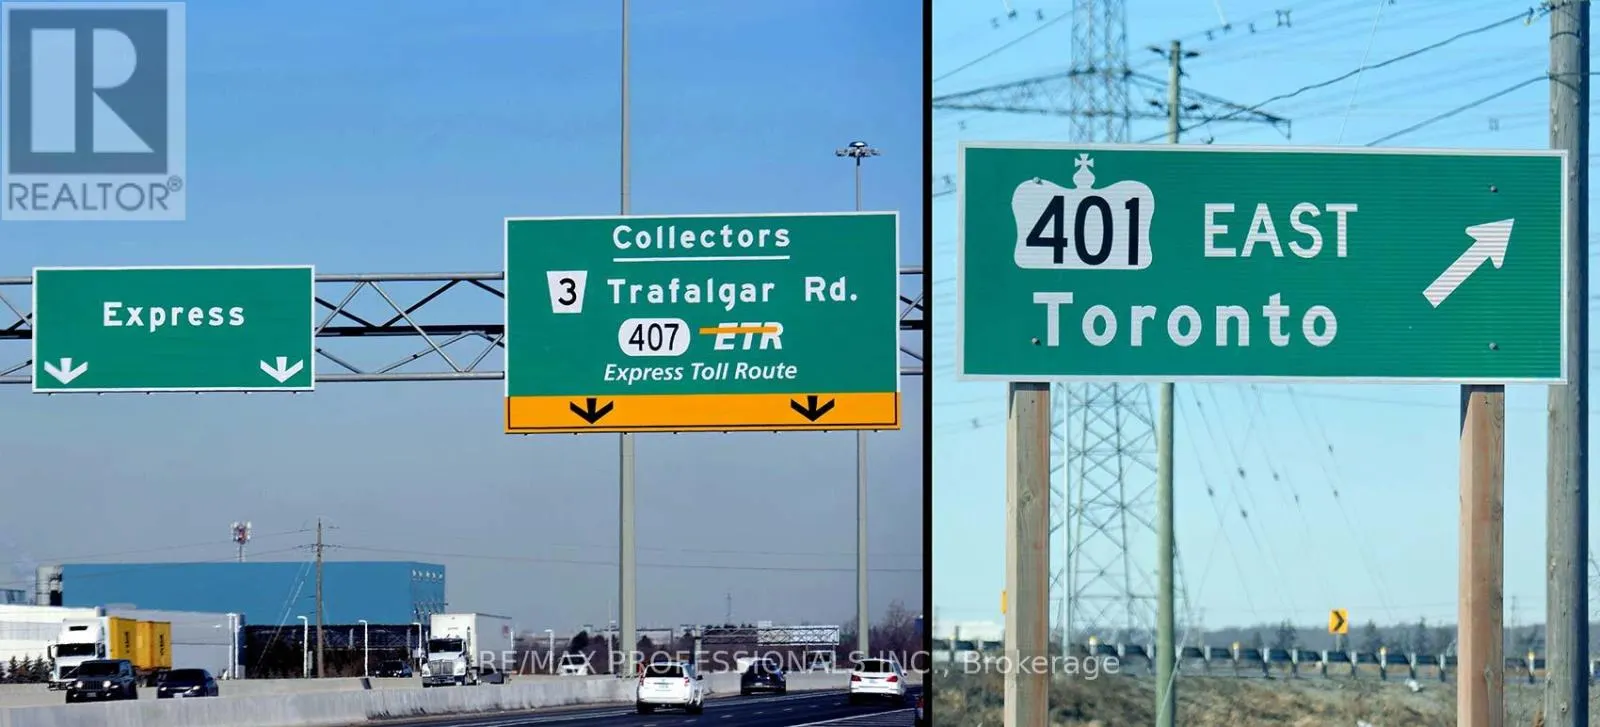 REALTOR®
Express
Collectors
3 Trafalgar Rd.
407 ETR
Express Toll Route
401 EAST
Toronto
RE/MAX PROFESSIONALS INC., Brokerage